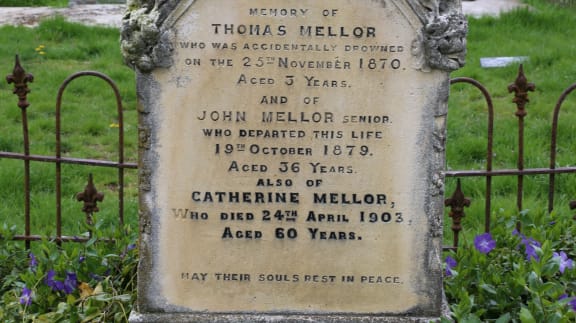 MEMORY OF
THOMAS MELLOR
WHO WAS ACCIDENTALLY DROWNED
ON THE 25TH NOVEMBER 1870.
AGED 3 YEARS.
AND OF
JOHN MELLOR SENIOR.
WHO DEPARTED THIS LIFE
19TH OCTOBER 1879.
AGED 36 YEARS.
ALSO OF
CATHERINE MELLOR,
WHO DIED 24TH APRIL 1903,
AGED 60 YEARS.
MAY THEIR SOULS REST IN PEACE.